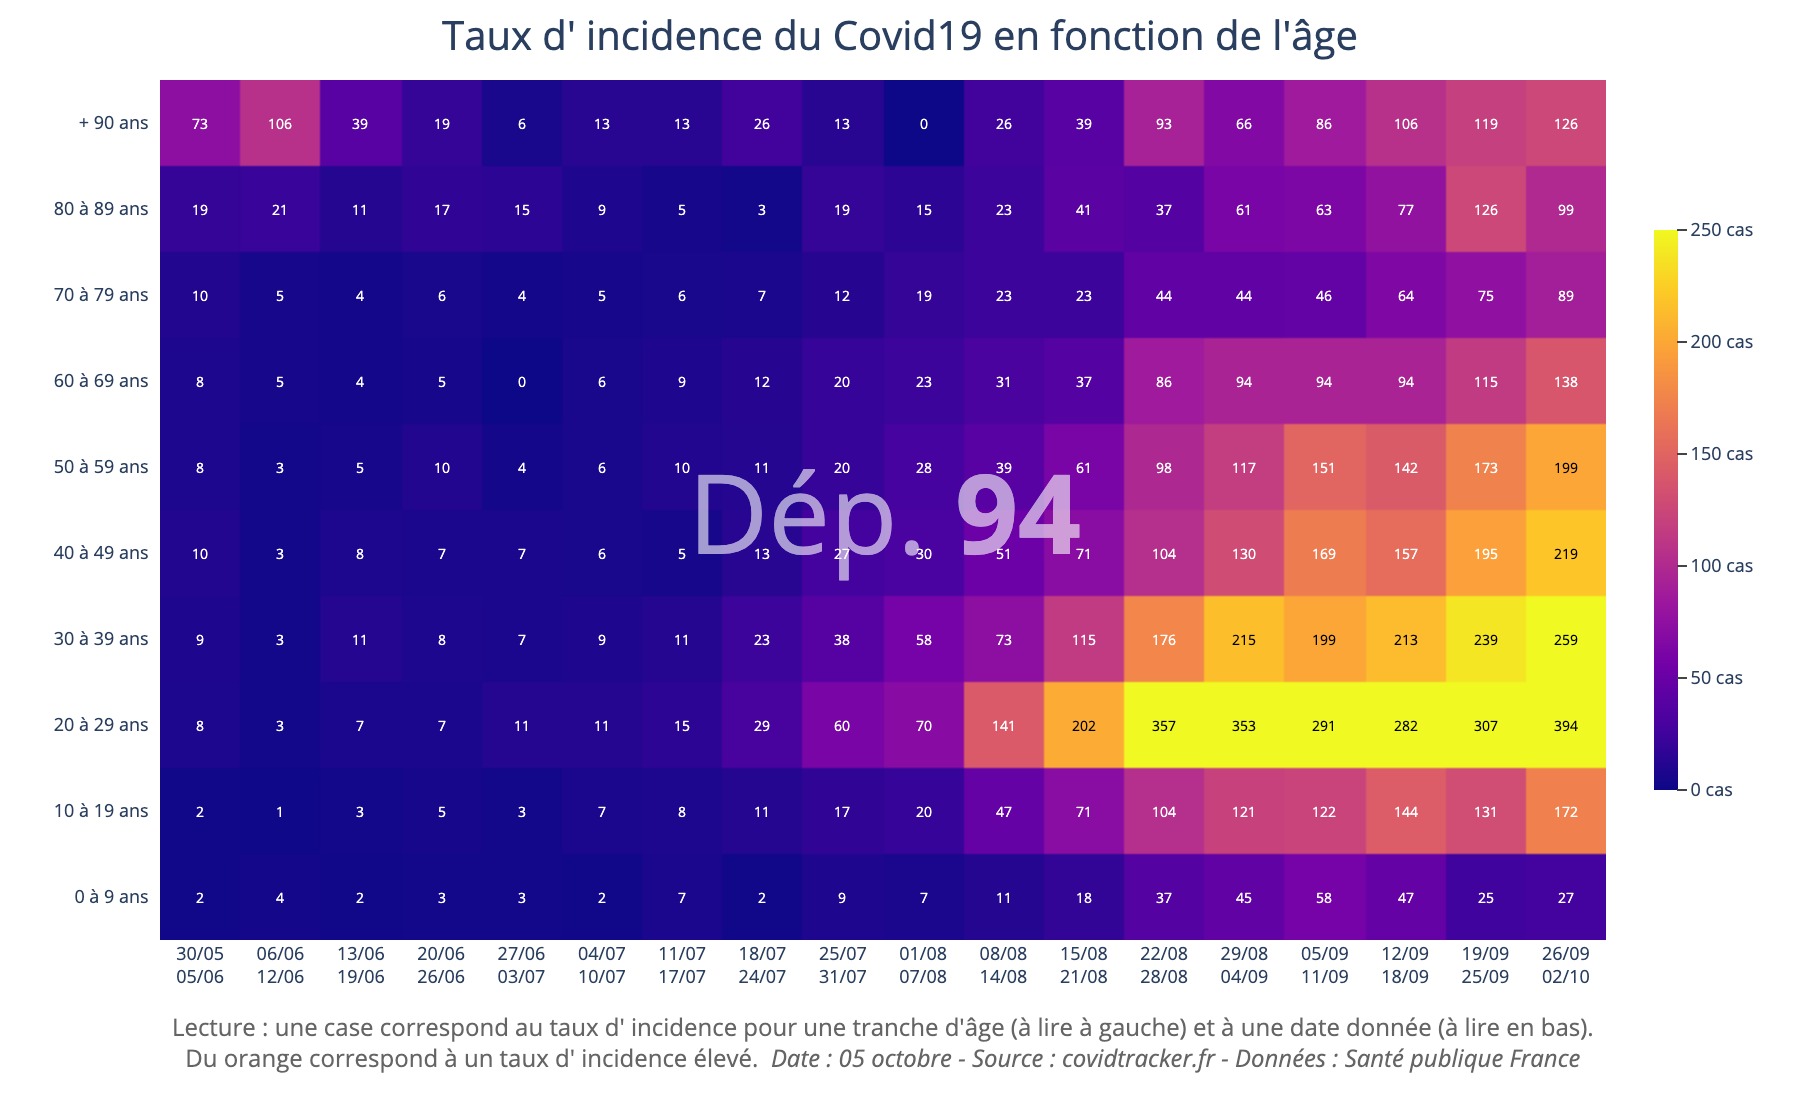 Taux d' incidence du Covid19 en fonction de l'âge
+ 90 ans 73 106 39 19 6 13 13 26 13 0 26 39 93 66 86 106 119 126
80 à 89 ans 19 21 11 17 15 9 5 3 19 15 23 41 37 61 63 77 126 99
70 à 79 ans 10 5 4 6 4 5 6 7 12 19 23 23 44 44 46 64 75 89
60 à 69 ans 8 5 4 5 0 6 9 12 20 23 31 37 86 94 94 94 115 138
50 à 59 ans 8 3 5 10 4 6 10 11 20 28 39 61 98 117 151 142 173 199
Dép. 94
40 à 49 ans 10 3 8 7 7 6 5 13 27 30 51 71 104 130 169 157 195 219
30 à 39 ans 9 3 11 8 7 9 11 23 38 58 73 115 176 215 199 213 239 259
20 à 29 ans 8 3 7 7 11 11 15 29 60 70 141 202 357 353 291 282 307 394
10 à 19 ans 2 1 3 5 3 7 8 11 17 20 47 71 104 121 122 144 131 172
0 à 9 ans 2 4 2 3 3 2 7 2 9 7 11 18 37 45 58 47 25 27
30/05 06/06 13/06 20/06 27/06 04/07 11/07 18/07 25/07 01/08 08/08 15/08 22/08 29/08 05/09 12/09 19/09 26/09
05/06 12/06 19/06 26/06 03/07 10/07 17/07 24/07 31/07 07/08 14/08 21/08 28/08 04/09 11/09 18/09 25/09 02/10
250 cas
200 cas
150 cas
100 cas
50 cas
0 cas
Lecture : une case correspond au taux d' incidence pour une tranche d'âge (à lire à gauche) et à une date donnée (à lire en bas).
Du orange correspond à un taux d' incidence élevé. Date : 05 octobre - Source : covidtracker.fr - Données : Santé publique France